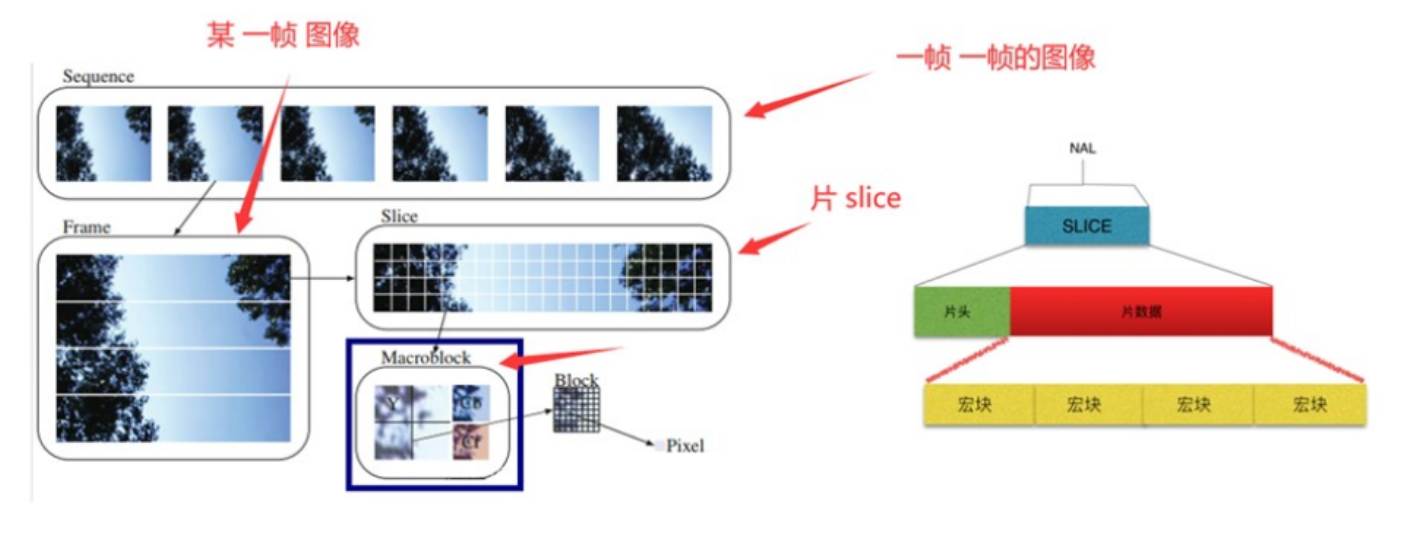 某 一帧 图像
一帧 一帧的图像
Sequence
片 slice
Frame
Slice
Macroblock
Y
Cb
Cr
Block
Pixel
NAL
SLICE
片头
片数据
宏块
宏块
宏块
宏块